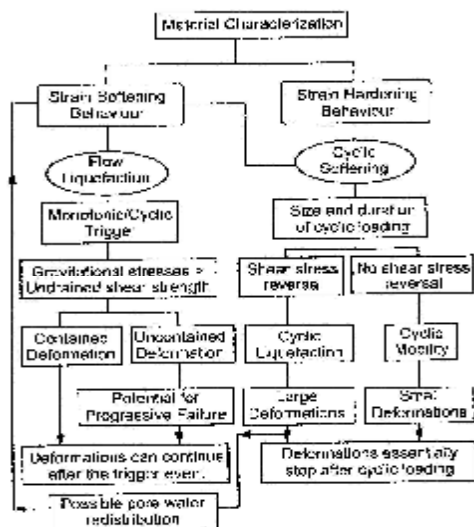 Material Characterization
Strain Softening
Behaviour
Strain Hardening
Behaviour
Flow
Liquefaction
Cyclic
Softening
Monotonic/Cyclic
Trigger
Size and duration
of cyclic loading
Gravitational stresses >
Undrained shear strength
Shear stress
reverse
No shear stress
reversal
Contained
Deformation
Uncontained
Deformation
Cyclic
Liquefaction
Cyclic
Mobility
Potential for
Progressive Failure
Large
Deformations
Small
Deformations
Deformations can continue
after the trigger event
Deformations essentially
stop after cyclic loading
Possible pore water
redistribution